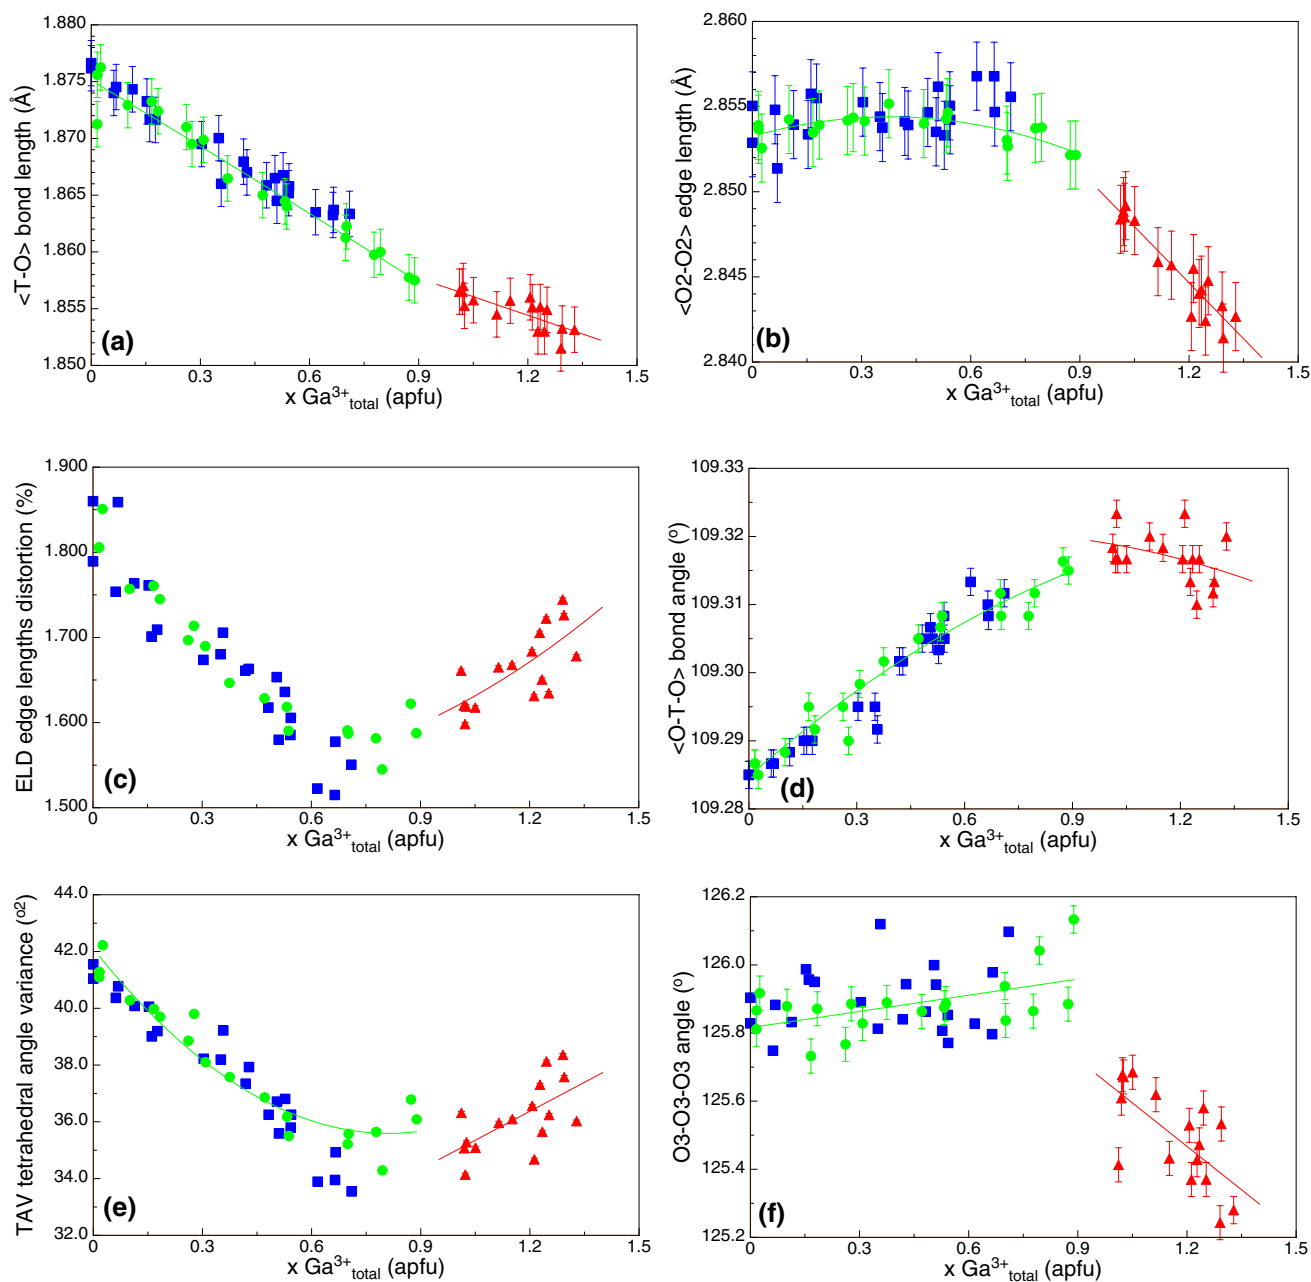 1.880
1.875
1.870
1.865
1.860
1.855
1.850
<T-O> bond length (Å)
(a)
0 0.3 0.6 0.9 1.2 1.5
x Ga³⁺total (apfu)
2.860
2.855
2.850
2.845
2.840
<O2-O2> edge length (Å)
(b)
0 0.3 0.6 0.9 1.2 1.5
x Ga³⁺total (apfu)
1.900
1.800
1.700
1.600
1.500
ELD edge lengths distortion (%)
(c)
0 0.3 0.6 0.9 1.2 1.5
x Ga³⁺total (apfu)
109.33
109.32
109.31
109.30
109.29
109.28
<O-T-O> bond angle (º)
(d)
0 0.3 0.6 0.9 1.2 1.5
x Ga³⁺total (apfu)
44.0
42.0
40.0
38.0
36.0
34.0
32.0
TAV tetrahedral angle variance (º²)
(e)
0 0.3 0.6 0.9 1.2 1.5
x Ga³⁺total (apfu)
126.2
126.0
125.8
125.6
125.4
125.2
O3-O3-O3 angle (º)
(f)
0 0.3 0.6 0.9 1.2 1.5
x Ga³⁺total (apfu)